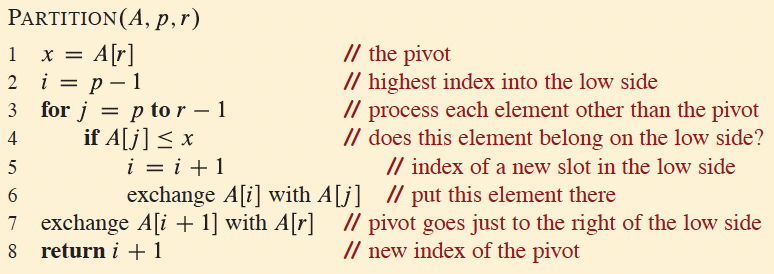 PARTITION(A, p, r)
1 x = A[r] // the pivot
2 i = p − 1 // highest index into the low side
3 for j = p to r − 1 // process each element other than the pivot
4 if A[j] ≤ x // does this element belong on the low side?
5 i = i + 1 // index of a new slot in the low side
6 exchange A[i] with A[j] // put this element there
7 exchange A[i + 1] with A[r] // pivot goes just to the right of the low side
8 return i + 1 // new index of the pivot